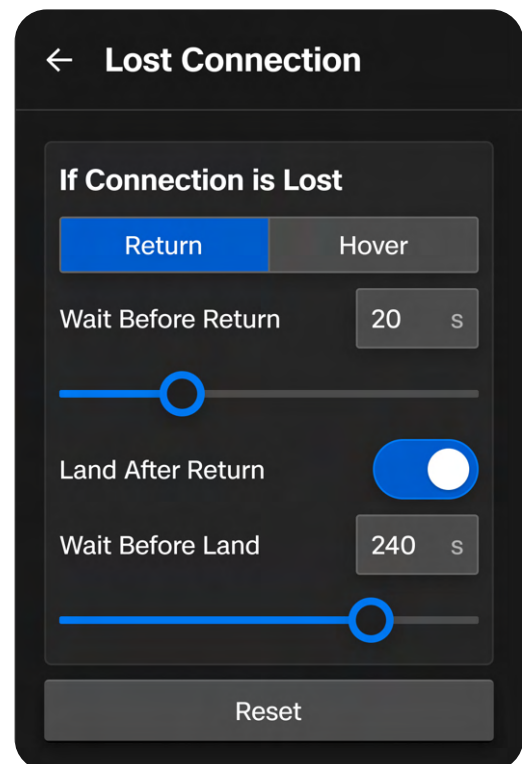 Lost Connection
If Connection is Lost
Return Hover
Wait Before Return 20 s
Land After Return
Wait Before Land 240 s
Reset